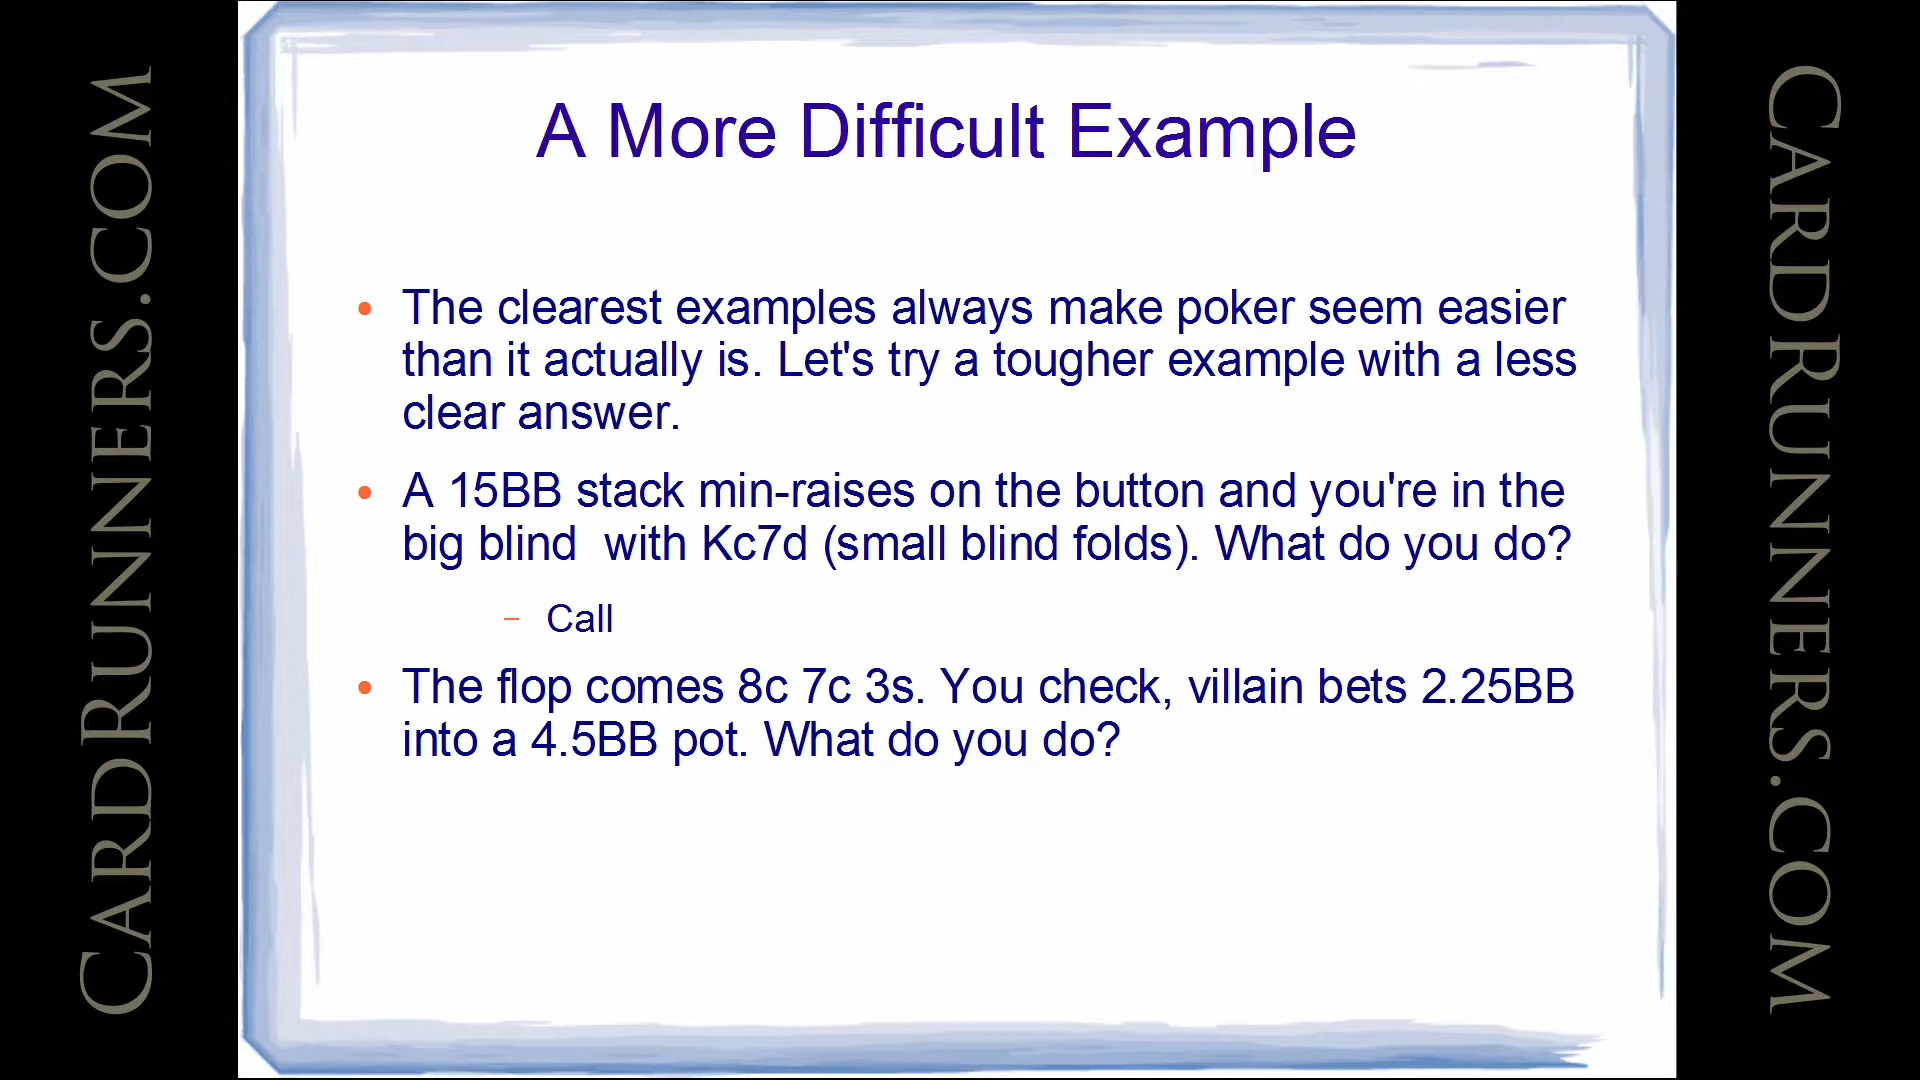 CARDRUNNERS.COM
A More Difficult Example
• The clearest examples always make poker seem easier
than it actually is. Let's try a tougher example with a less
clear answer.
• A 15BB stack min-raises on the button and you're in the
big blind  with Kc7d (small blind folds). What do you do?
– Call
• The flop comes 8c 7c 3s. You check, villain bets 2.25BB
into a 4.5BB pot. What do you do?
CARDRUNNERS.COM